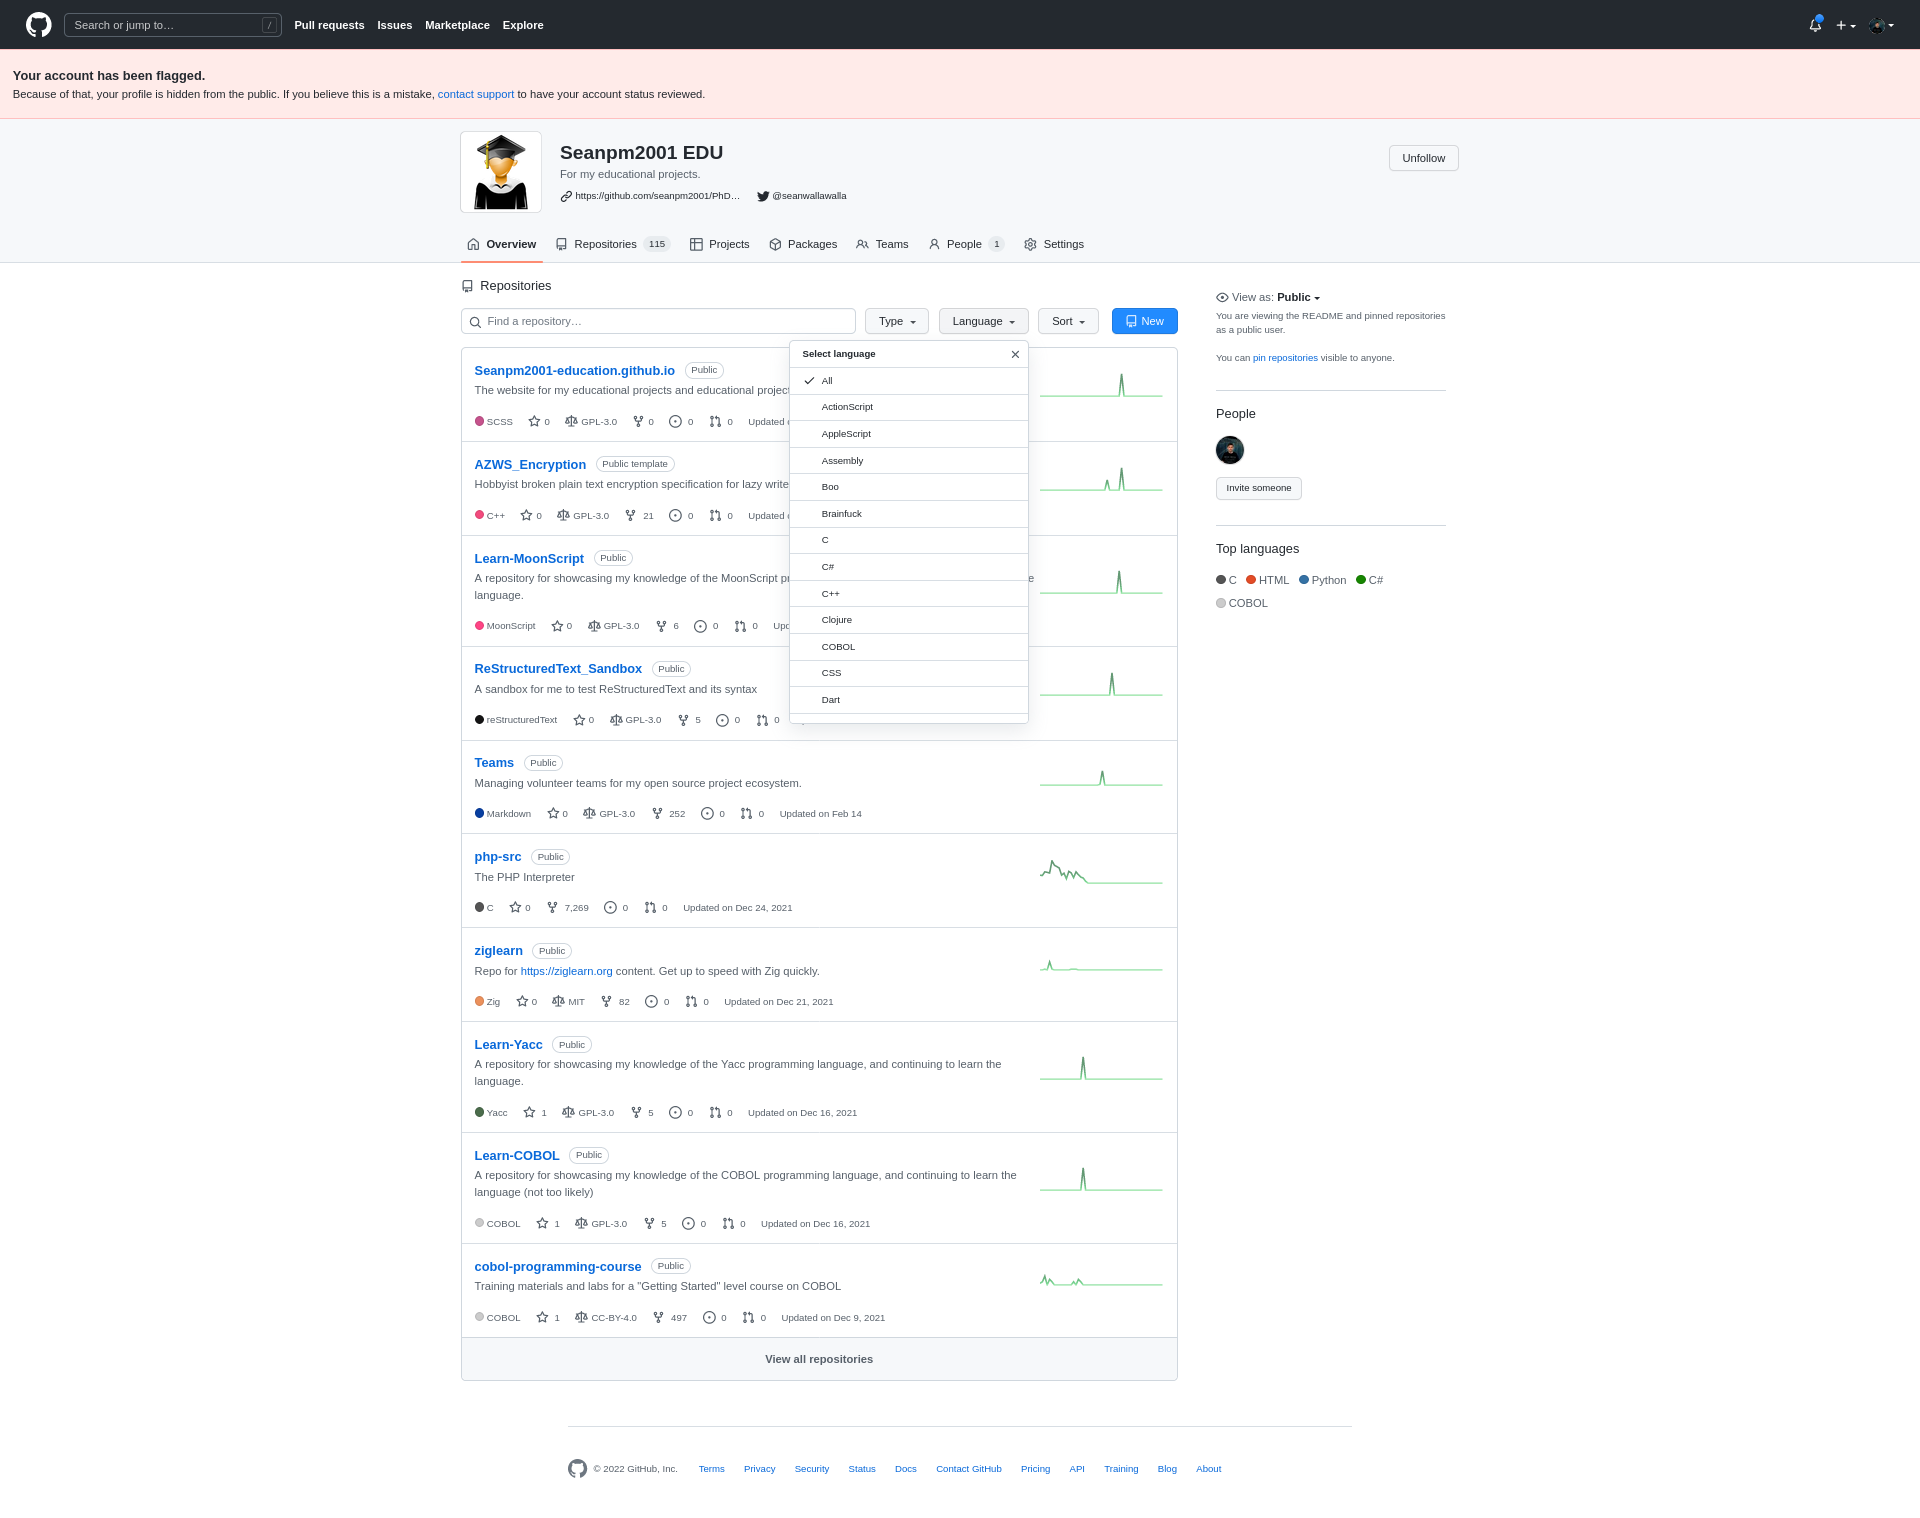 Search or jump to…
/
Pull requests
Issues
Marketplace
Explore
Your account has been flagged.
Because of that, your profile is hidden from the public. If you believe this is a mistake, contact support to have your account status reviewed.
Seanpm2001 EDU
For my educational projects.
https://github.com/seanpm2001/PhD… @seanwallawalla
Unfollow
Overview
Repositories 115
Projects
Packages
Teams
People 1
Settings
Repositories
Find a repository…
Type
Language
Sort
New
Select language
All
ActionScript
AppleScript
Assembly
Boo
Brainfuck
C
C#
C++
Clojure
COBOL
CSS
Dart
Seanpm2001-education.github.io Public
The website for my educational projects and educational project
SCSS 0 GPL-3.0 0 0 0 Updated
AZWS_Encryption Public template
Hobbyist broken plain text encryption specification for lazy write
C++ 0 GPL-3.0 21 0 0 Updated
Learn-MoonScript Public
A repository for showcasing my knowledge of the MoonScript pr e
language.
MoonScript 0 GPL-3.0 6 0 0 Upd
ReStructuredText_Sandbox Public
A sandbox for me to test ReStructuredText and its syntax
reStructuredText 0 GPL-3.0 5 0 0
Teams Public
Managing volunteer teams for my open source project ecosystem.
Markdown 0 GPL-3.0 252 0 0 Updated on Feb 14
php-src Public
The PHP Interpreter
C 0 7,269 0 0 Updated on Dec 24, 2021
ziglearn Public
Repo for https://ziglearn.org content. Get up to speed with Zig quickly.
Zig 0 MIT 82 0 0 Updated on Dec 21, 2021
Learn-Yacc Public
A repository for showcasing my knowledge of the Yacc programming language, and continuing to learn the
language.
Yacc 1 GPL-3.0 5 0 0 Updated on Dec 16, 2021
Learn-COBOL Public
A repository for showcasing my knowledge of the COBOL programming language, and continuing to learn the
language (not too likely)
COBOL 1 GPL-3.0 5 0 0 Updated on Dec 16, 2021
cobol-programming-course Public
Training materials and labs for a "Getting Started" level course on COBOL
COBOL 1 CC-BY-4.0 497 0 0 Updated on Dec 9, 2021
View all repositories
View as: Public
You are viewing the README and pinned repositories
as a public user.
You can pin repositories visible to anyone.
People
Invite someone
Top languages
C HTML Python C#
COBOL
© 2022 GitHub, Inc.
Terms
Privacy
Security
Status
Docs
Contact GitHub
Pricing
API
Training
Blog
About